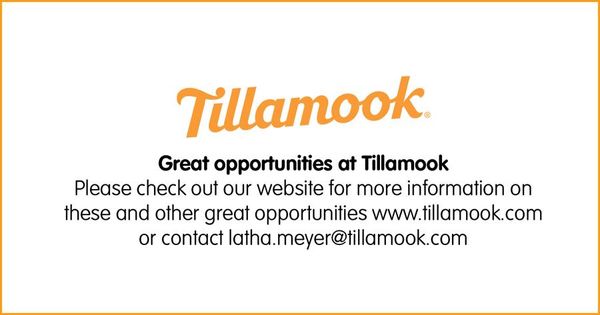 Tillamook®
Great opportunities at Tillamook
Please check out our website for more information on
these and other great opportunities www.tillamook.com
or contact latha.meyer@tillamook.com